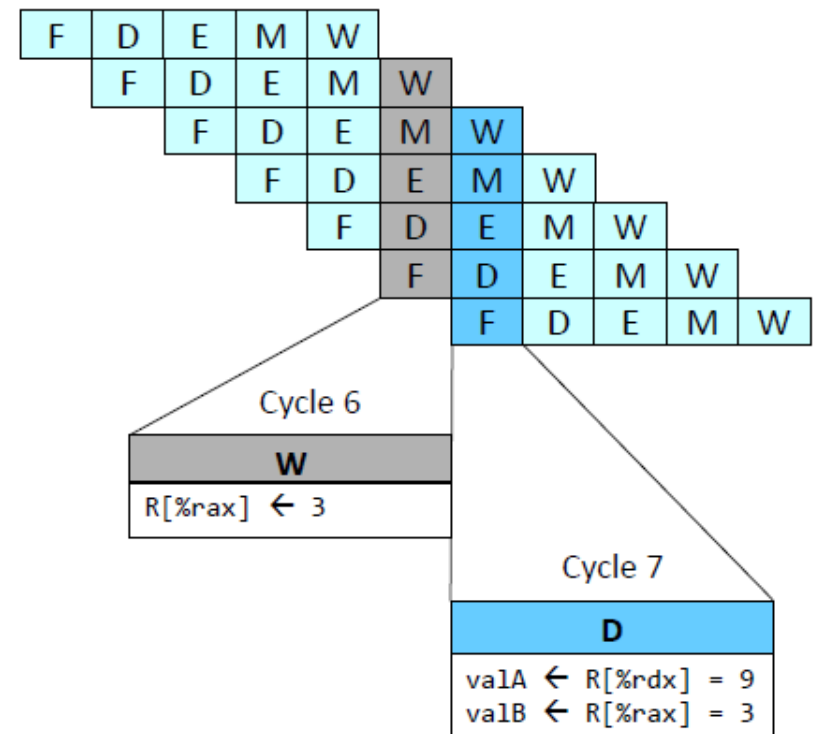 F D E M W
F D E M W
F D E M W
F D E M W
F D E M W
F D E M W
F D E M W
Cycle 6
W
R[%rax] ← 3
Cycle 7
D
valA ← R[%rdx] = 9
valB ← R[%rax] = 3